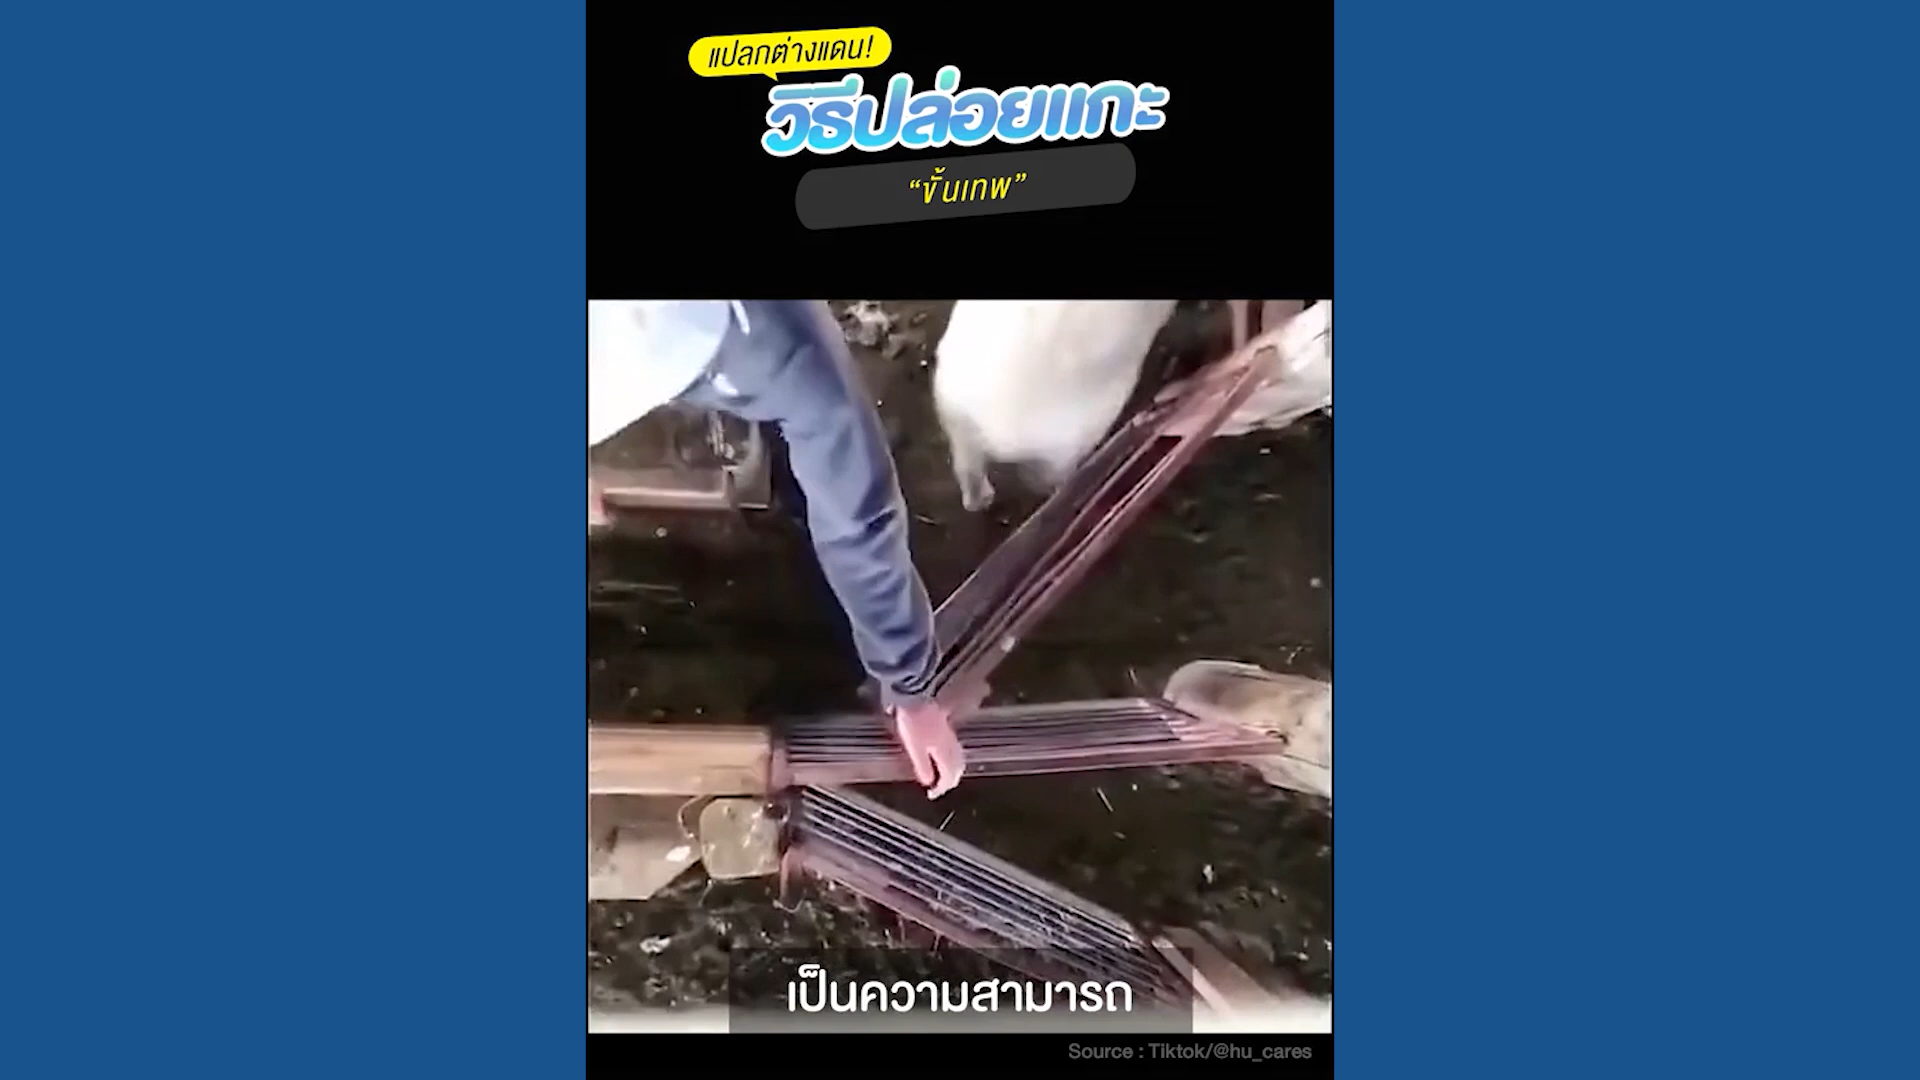 แปลกต่างแดน!
วิธีปล่อยแกะ
“ขั้นเทพ”
เป็นความสามารถ
Source : Tiktok/@hu_cares